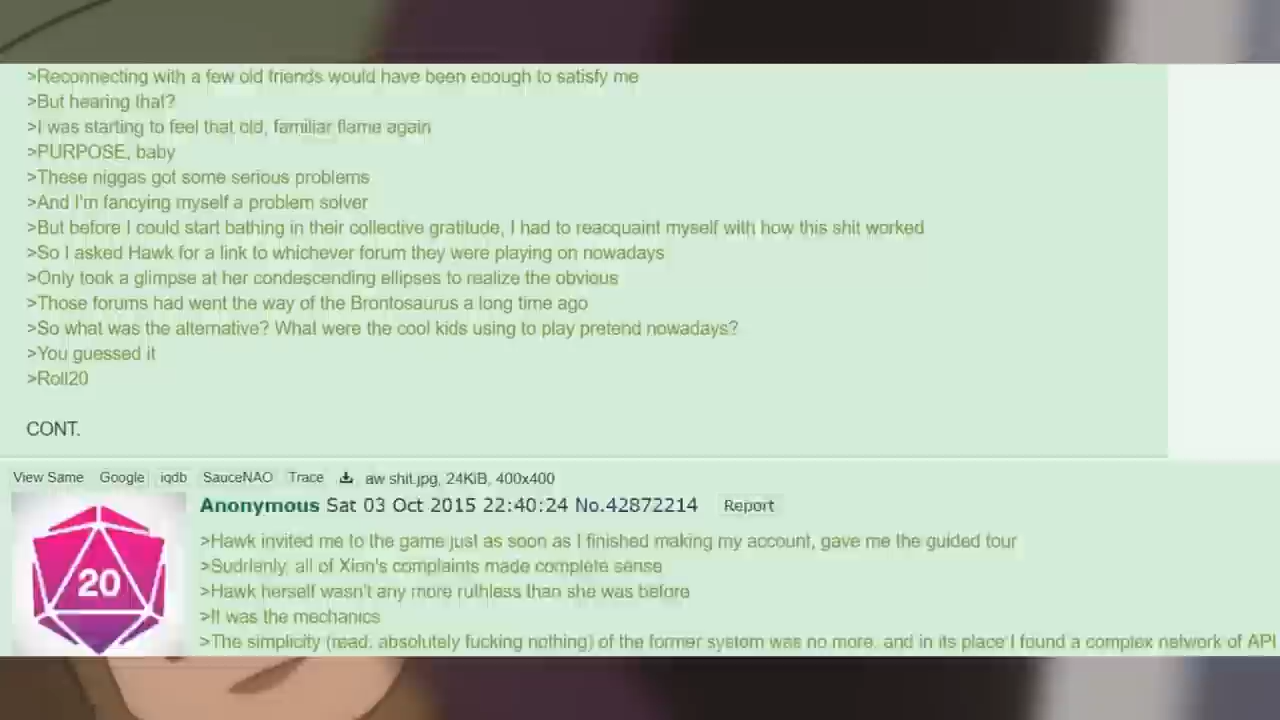 >Reconnecting with a few old friends would have been enough to satisfy me
>But hearing that?
>I was starting to feel that old, familiar flame again
>PURPOSE, baby
>These niggas got some serious problems
>And I'm fancying myself a problem solver
>But before I could start bathing in their collective gratitude, I had to reacquaint myself with how this shit worked
>So I asked Hawk for a link to whichever forum they were playing on nowadays
>Only took a glimpse at her condescending ellipses to realize the obvious
>Those forums had went the way of the Brontosaurus a long time ago
>So what was the alternative? What were the cool kids using to play pretend nowadays?
>You guessed it
>Roll20
CONT.
View Same Google iqdb SauceNAO Trace aw shit.jpg, 24KiB, 400x400
Anonymous Sat 03 Oct 2015 22:40:24 No.42872214 Report
20
>Hawk invited me to the game just as soon as I finished making my account, gave me the guided tour
>Suddenly, all of Xion's complaints made complete sense
>Hawk herself wasn't any more ruthless than she was before
>It was the mechanics
>The simplicity (read: absolutely fucking nothing) of the former system was no more, and in its place I found a complex network of API